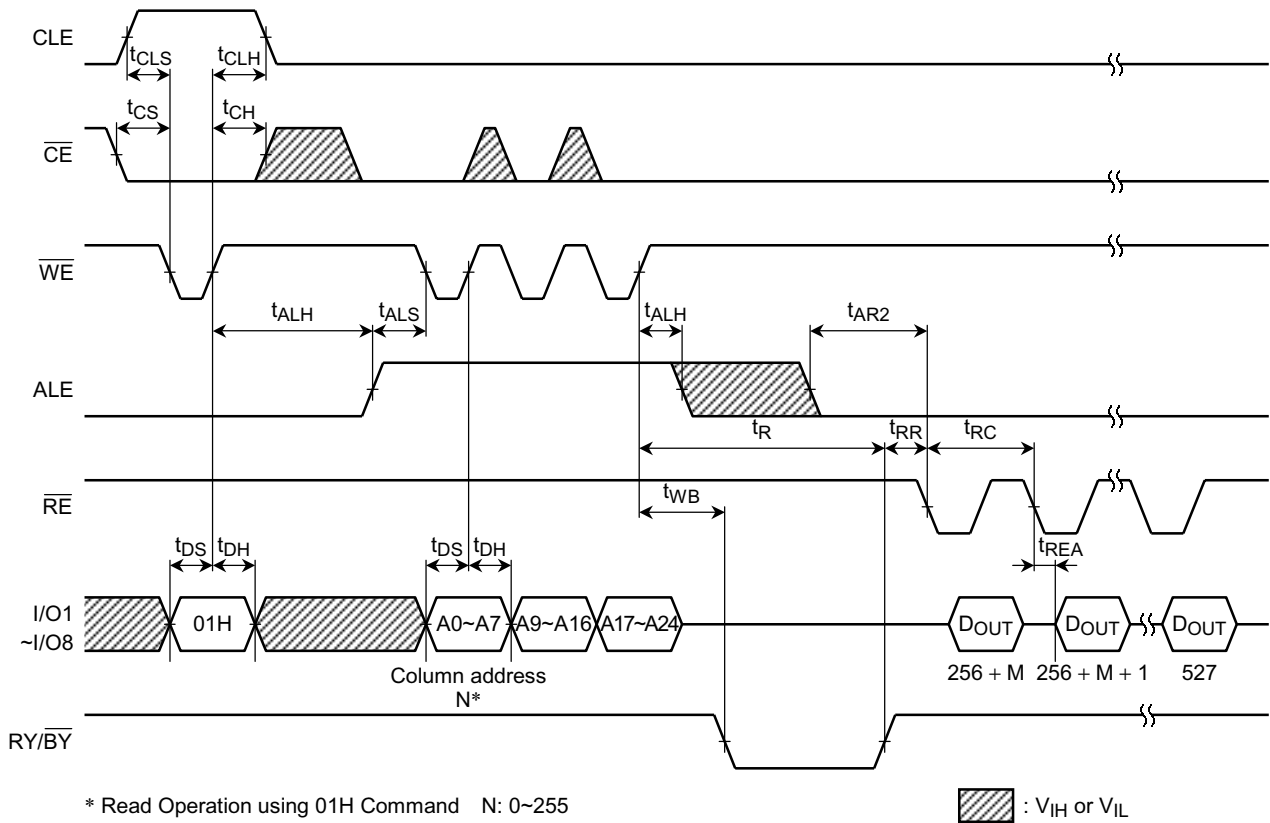 CLE
tCLS
tCLH
tCS
tCH
CE
WE
tALH
tALS
tALH
tAR2
ALE
tR
tRR
tRC
RE
tWB
tDS
tDH
tDS
tDH
tREA
I/O1
~I/O8
01H
A0~A7
A9~A16
A17~A24
DOUT
DOUT
DOUT
Column address
N*
256 + M
256 + M + 1
527
RY/BY
* Read Operation using 01H Command N: 0~255
: VIH or VIL